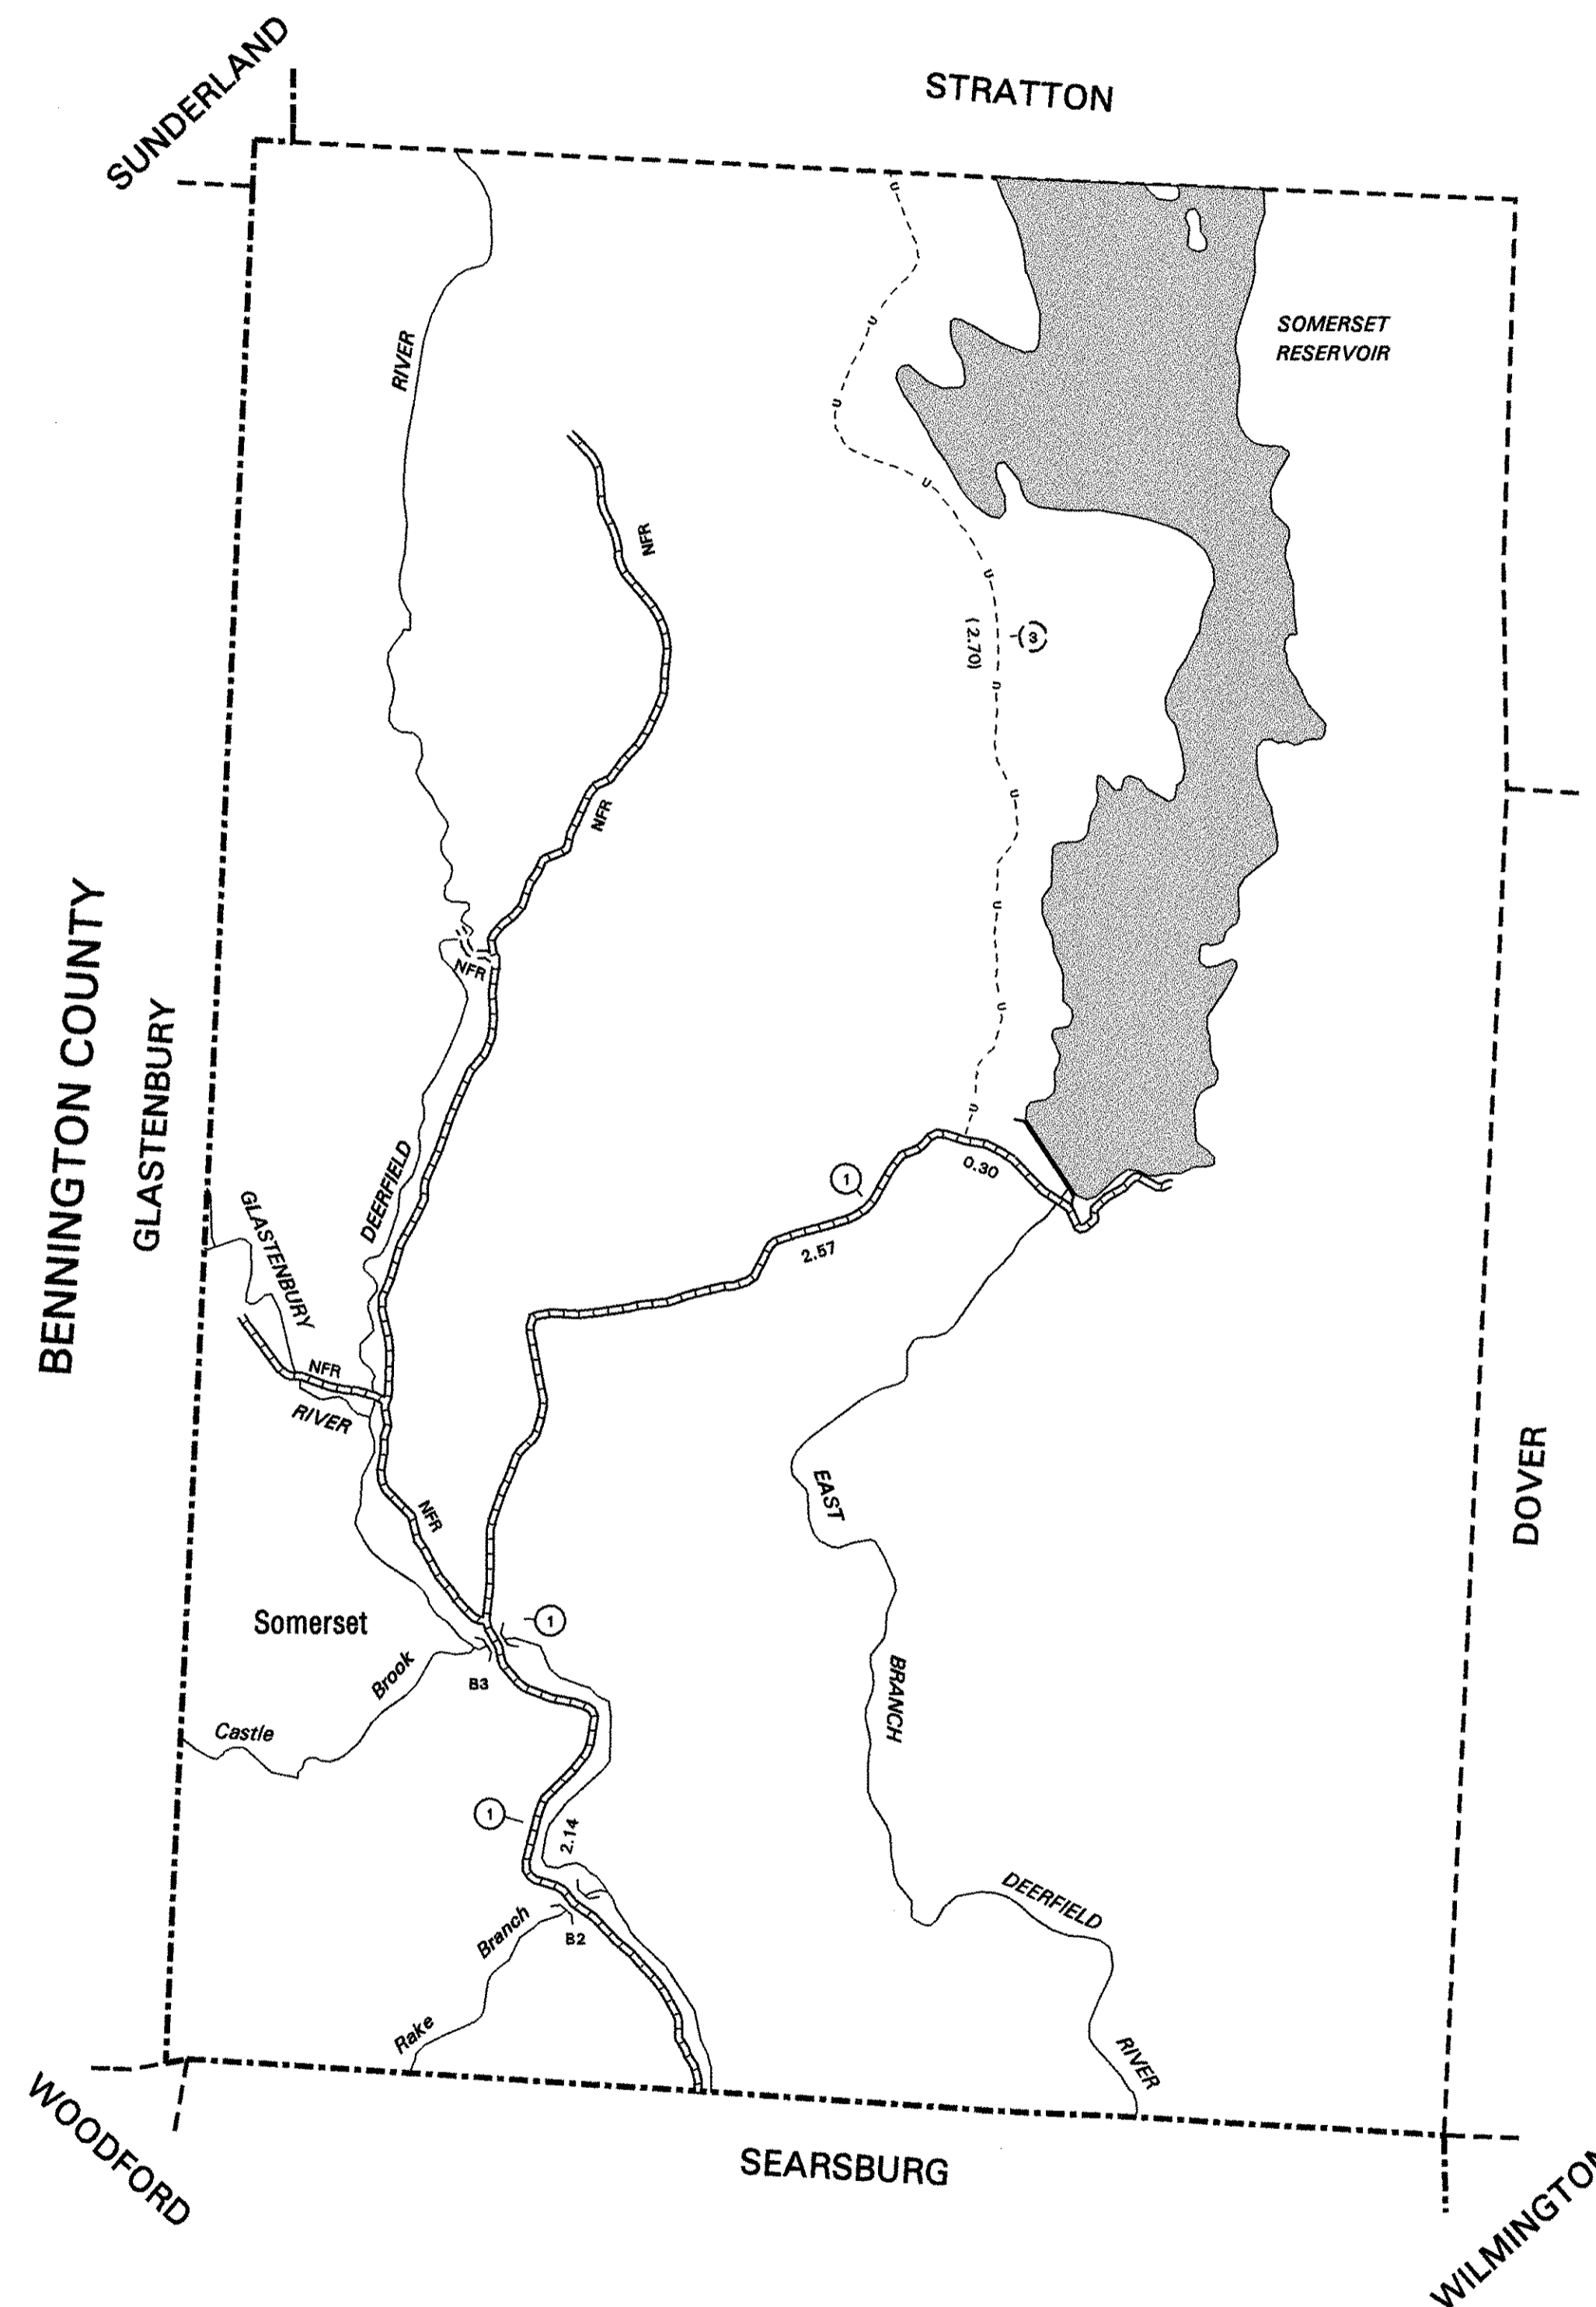 SUNDERLAND
STRATTON
SOMERSET
RESERVOIR
RIVER
U
U
U
U
U
U
U
U
U
U
NFR
(2.70)
3
NFR
NFR
BENNINGTON COUNTY
GLASTENBURY
DEERFIELD
GLASTENBURY
NFR
RIVER
1
0.30
2.57
NFR
EAST
BRANCH
DOVER
Somerset
1
B3
Brook
Castle
1
2.14
Branch
B2
Rake
DEERFIELD
RIVER
WOODFORD
SEARSBURG